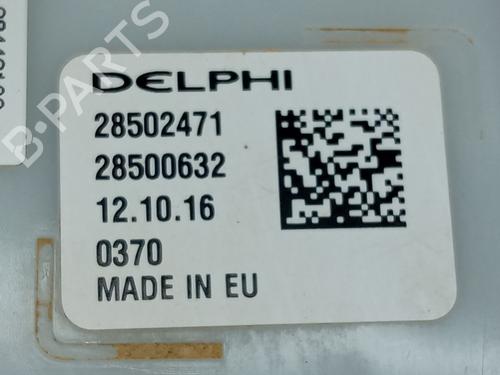 DELPHI
28502471
28500632
12.10.16
0370
MADE IN EU
B-PARTS